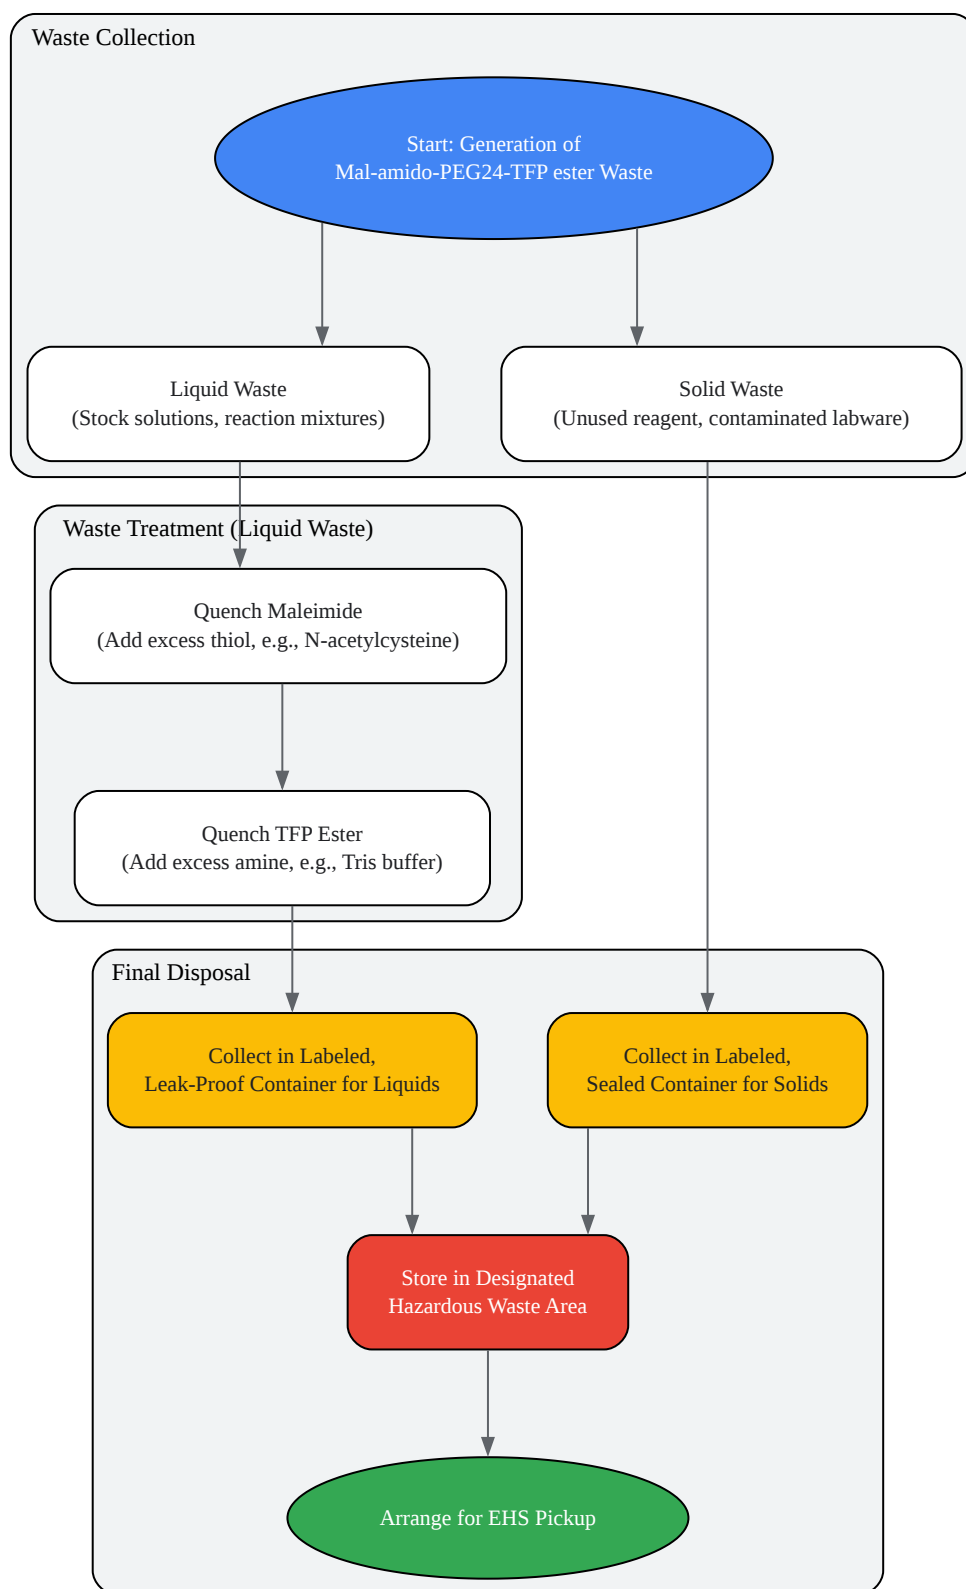 Waste Collection
Start: Generation of
Mal-amido-PEG24-TFP ester Waste
Liquid Waste
(Stock solutions, reaction mixtures)
Solid Waste
(Unused reagent, contaminated labware)
Waste Treatment (Liquid Waste)
Quench Maleimide
(Add excess thiol, e.g., N-acetylcysteine)
Quench TFP Ester
(Add excess amine, e.g., Tris buffer)
Final Disposal
Collect in Labeled,
Leak-Proof Container for Liquids
Collect in Labeled,
Sealed Container for Solids
Store in Designated
Hazardous Waste Area
Arrange for EHS Pickup